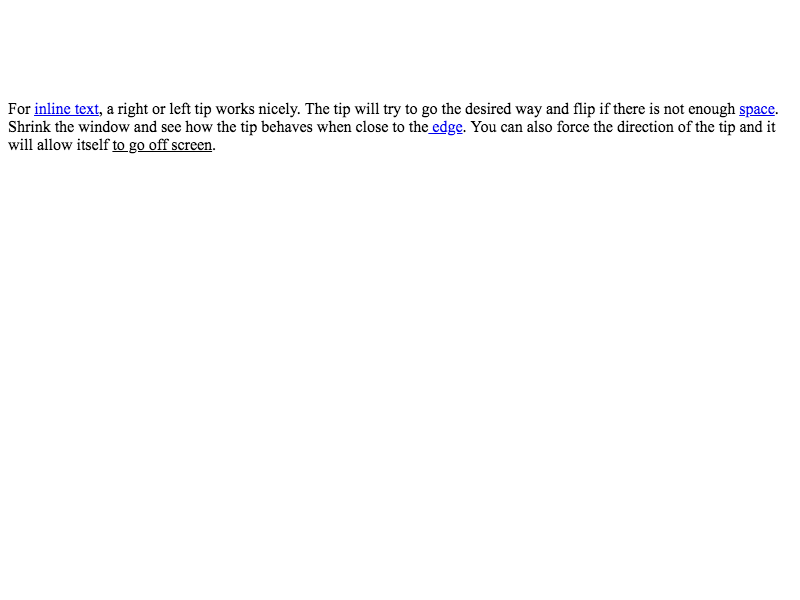 For inline text, a right or left tip works nicely. The tip will try to go the desired way and flip if there is not enough space.
Shrink the window and see how the tip behaves when close to the edge. You can also force the direction of the tip and it
will allow itself to go off screen.